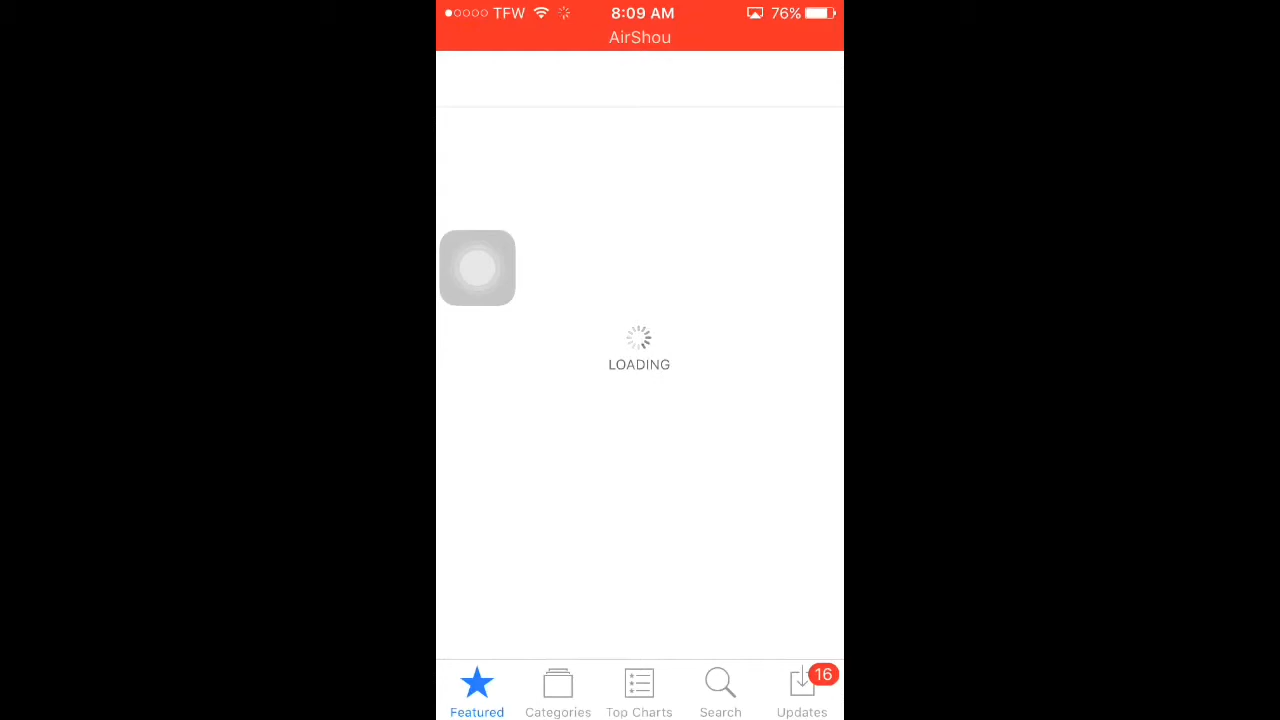 TFW 8:09 AM 76%
AirShou
LOADING
16
Featured Categories Top Charts Search Updates